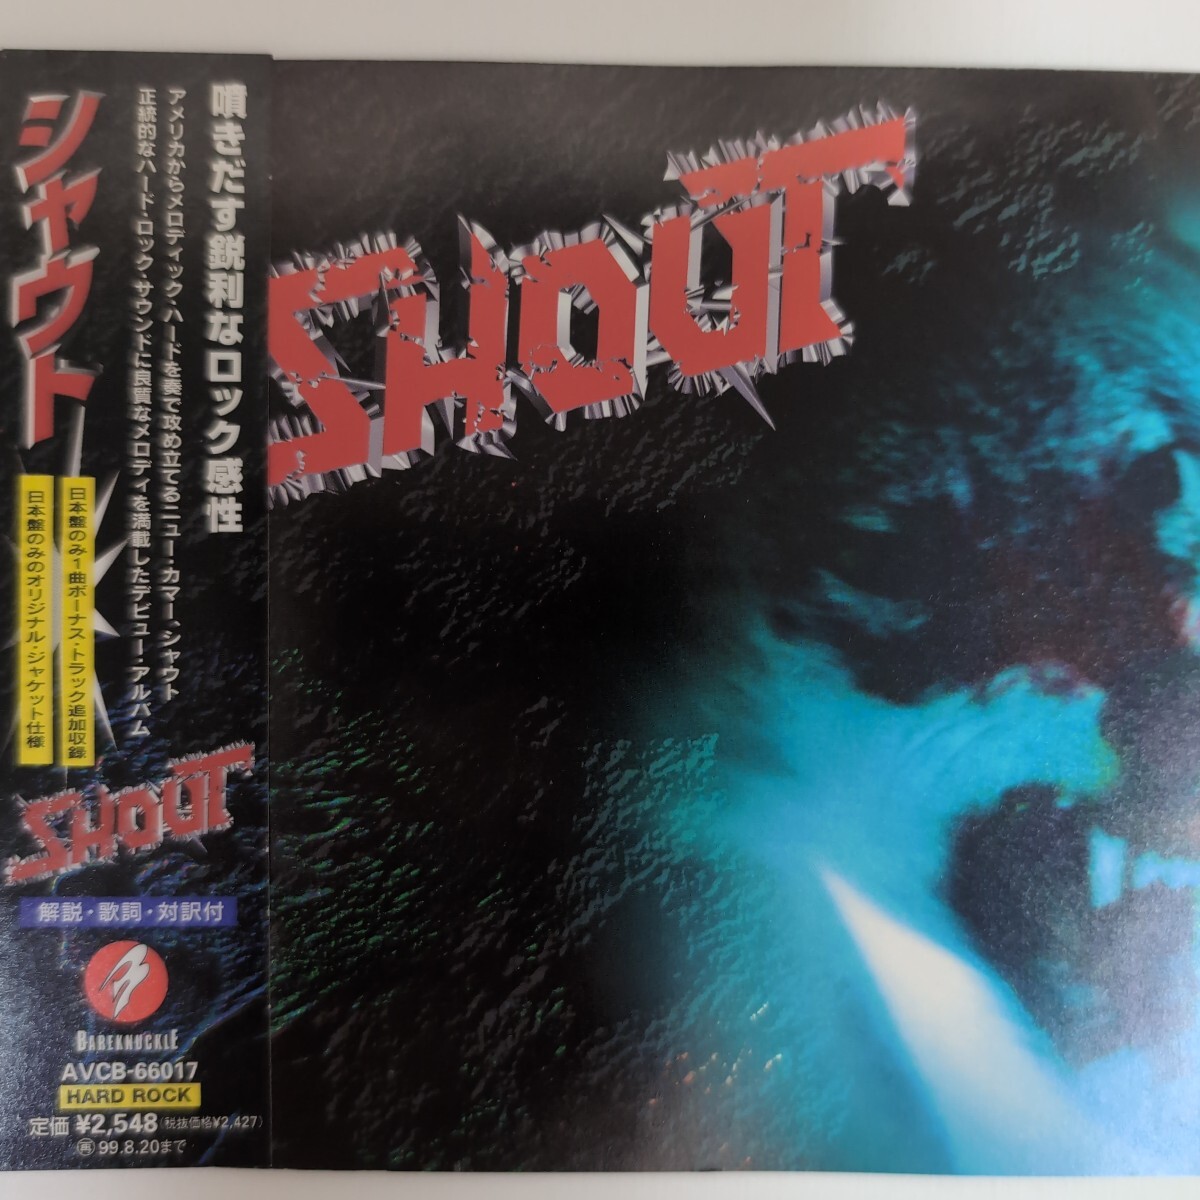 シャウト
噴きだす鋭利なロック感性
アメリカからメロディック・ハードを奏で攻め立てるニュー・カマー、シャウト
正統的なハード・ロック・サウンドに良質なメロディを満載したデビュー・アルバム
日本盤のみ1曲ボーナス・トラック追加収録
日本盤のみのオリジナル・ジャケット仕様
SHOUT
解説・歌詞・対訳付
BAREKNUCKLE
AVCB-66017
HARD ROCK
定価 ¥2,548(税抜価格¥2,427)
再 99.8.20まで
SHOUT